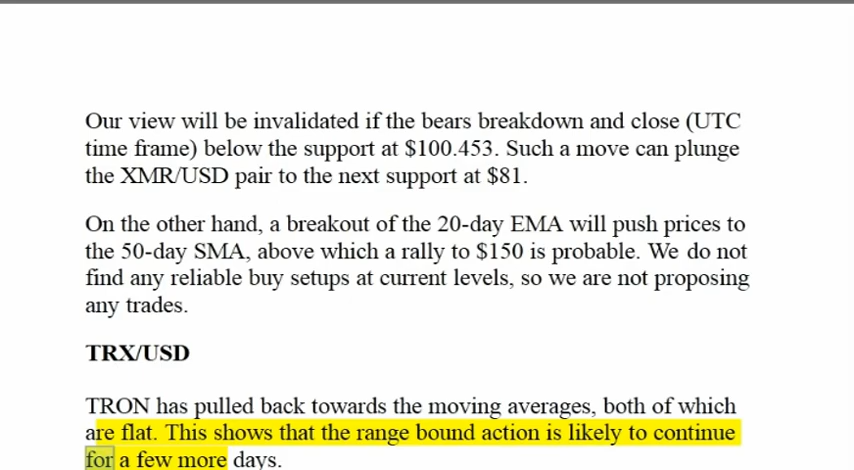 Our view will be invalidated if the bears breakdown and close (UTC
time frame) below the support at $100.453. Such a move can plunge
the XMR/USD pair to the next support at $81.
On the other hand, a breakout of the 20-day EMA will push prices to
the 50-day SMA, above which a rally to $150 is probable. We do not
find any reliable buy setups at current levels, so we are not proposing
any trades.
TRX/USD
TRON has pulled back towards the moving averages, both of which
are flat. This shows that the range bound action is likely to continue
for a few more days.